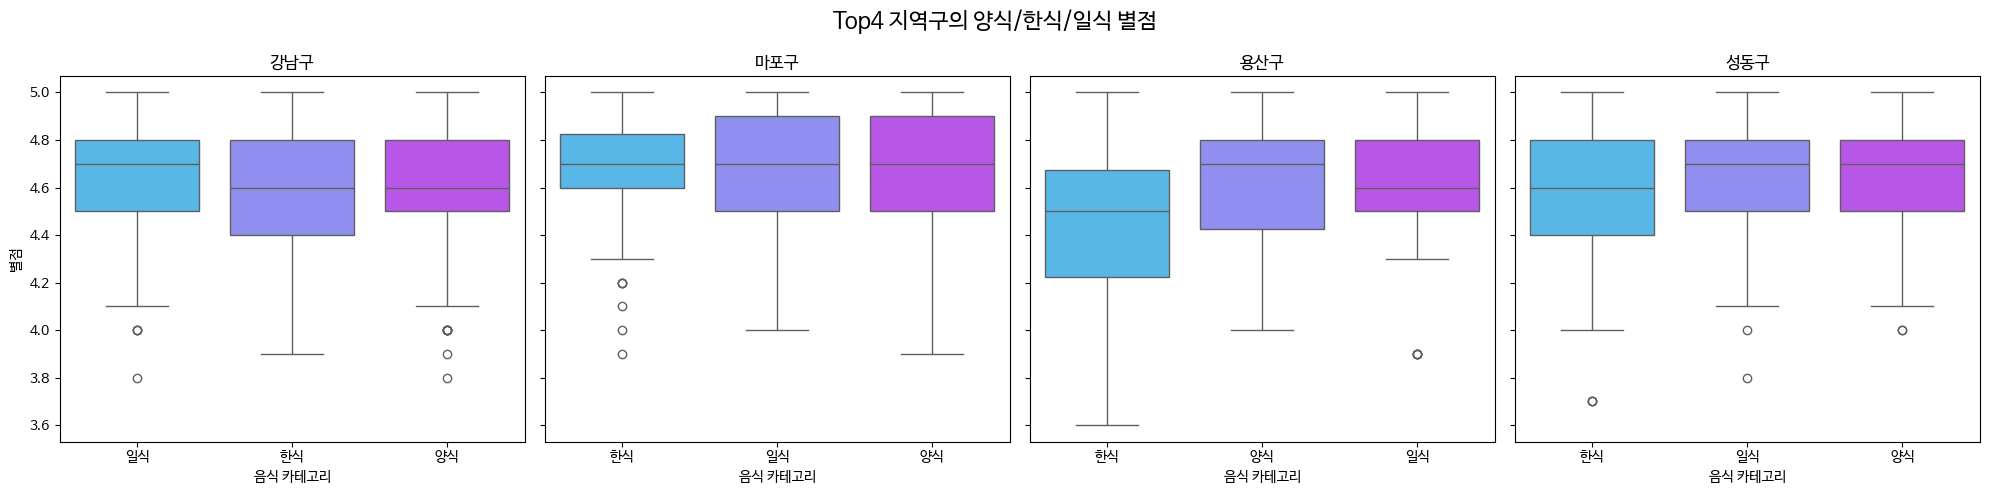 Top4 지역구의 양식/한식/일식 별점
강남구
마포구
용산구
성동구
5.0
4.8
4.6
4.4
4.2
4.0
3.8
3.6
별점
일식 한식 양식
한식 일식 양식
한식 양식 일식
한식 일식 양식
음식 카테고리
음식 카테고리
음식 카테고리
음식 카테고리